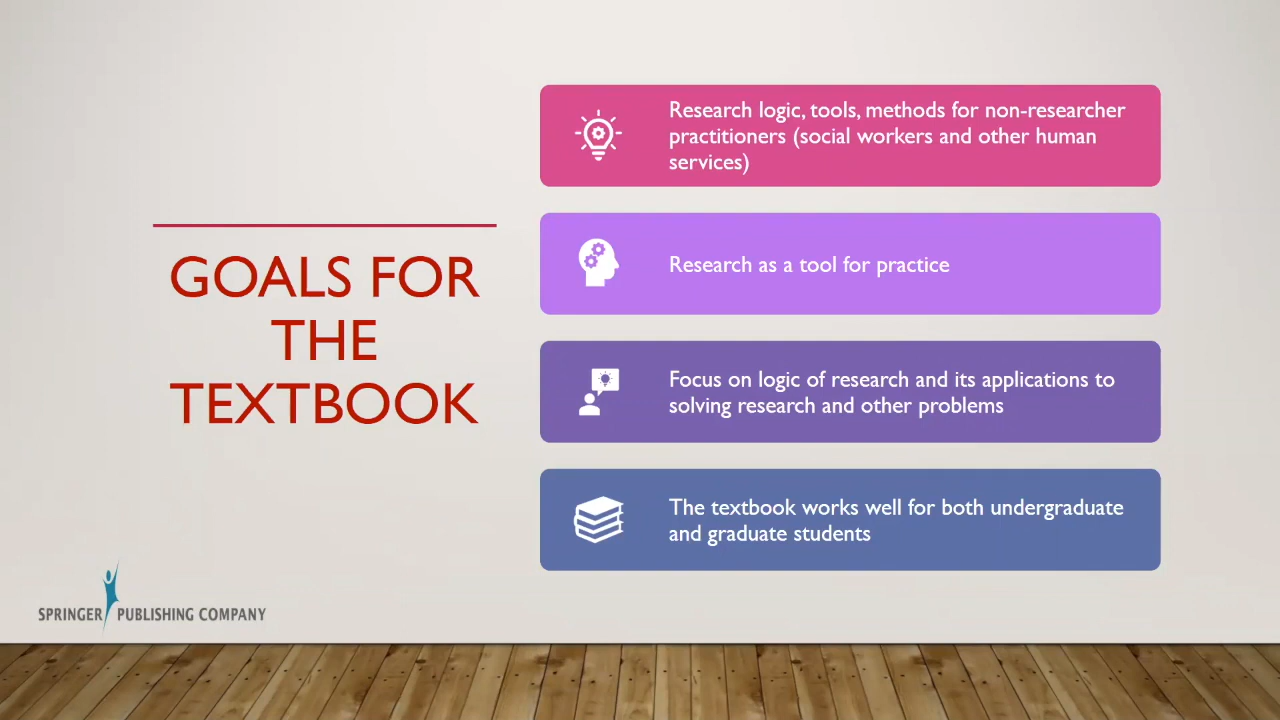 GOALS FOR
THE
TEXTBOOK
Research logic, tools, methods for non-researcher
practitioners (social workers and other human
services)
Research as a tool for practice
Focus on logic of research and its applications to
solving research and other problems
The textbook works well for both undergraduate
and graduate students
SPRINGER PUBLISHING COMPANY